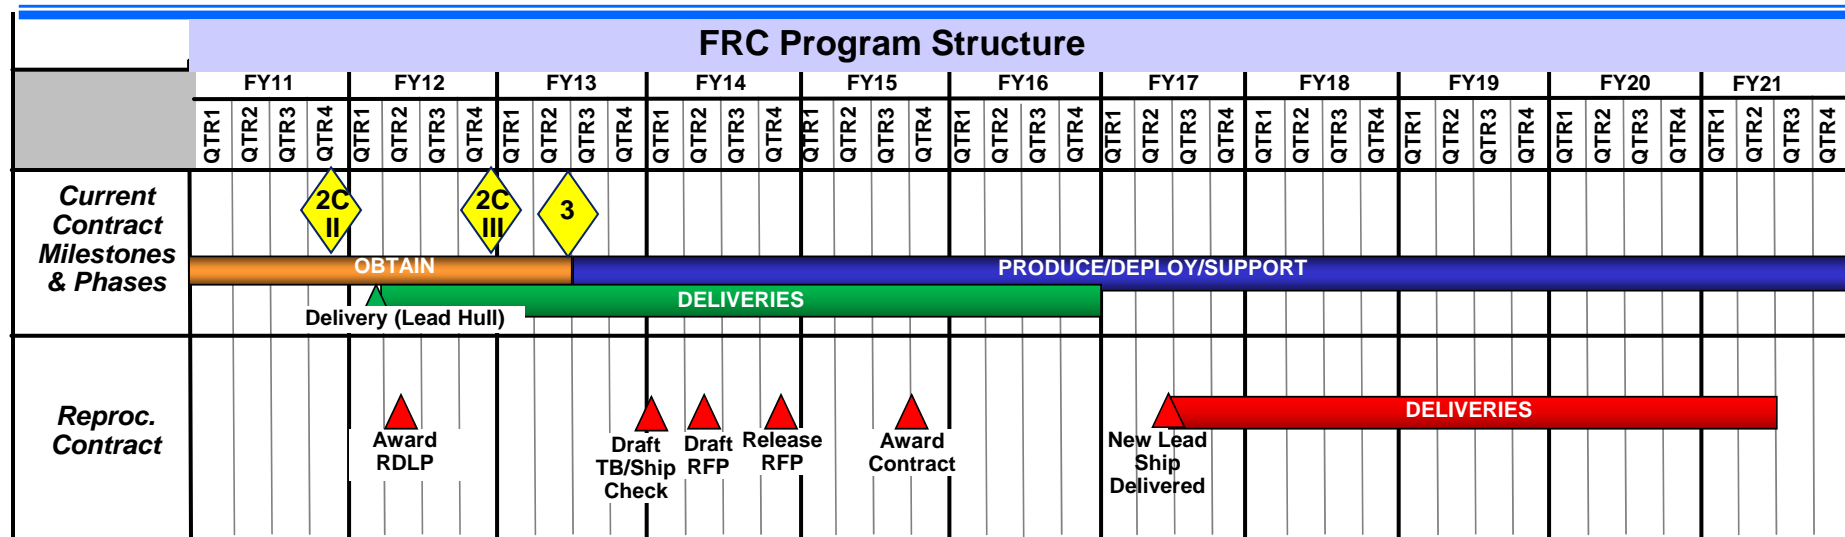 FRC Program Structure
FY11 FY12 FY13 FY14 FY15 FY16 FY17 FY18 FY19 FY20 FY21
QTR1 QTR2 QTR3 QTR4 QTR1 QTR2 QTR3 QTR4 QTR1 QTR2 QTR3 QTR4 QTR1 QTR2 QTR3 QTR4 QTR1 QTR2 QTR3 QTR4 QTR1 QTR2 QTR3 QTR4 QTR1 QTR2 QTR3 QTR4 QTR1 QTR2 QTR3 QTR4 QTR1 QTR2 QTR3 QTR4 QTR1 QTR2 QTR3 QTR4 QTR1 QTR2 QTR3 QTR4
Current
Contract
Milestones
& Phases
2C
II
2C
III
3
OBTAIN
PRODUCE/DEPLOY/SUPPORT
DELIVERIES
Delivery (Lead Hull)
Reproc.
Contract
Award
RDLP
Draft
TB/Ship
Check
Draft
RFP
Release
RFP
Award
Contract
New Lead
Ship
Delivered
DELIVERIES